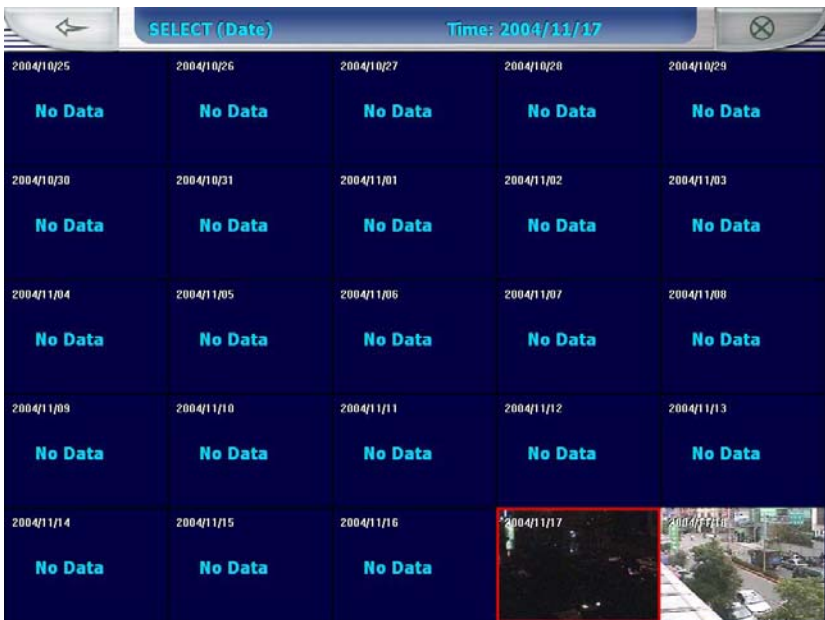 SELECT (Date) Time: 2004/11/17
2004/10/25 2004/10/26 2004/10/27 2004/10/28 2004/10/29
No Data No Data No Data No Data No Data
2004/10/30 2004/10/31 2004/11/01 2004/11/02 2004/11/03
No Data No Data No Data No Data No Data
2004/11/04 2004/11/05 2004/11/06 2004/11/07 2004/11/08
No Data No Data No Data No Data No Data
2004/11/09 2004/11/10 2004/11/11 2004/11/12 2004/11/13
No Data No Data No Data No Data No Data
2004/11/14 2004/11/15 2004/11/16 2004/11/17 2004/11/18
No Data No Data No Data